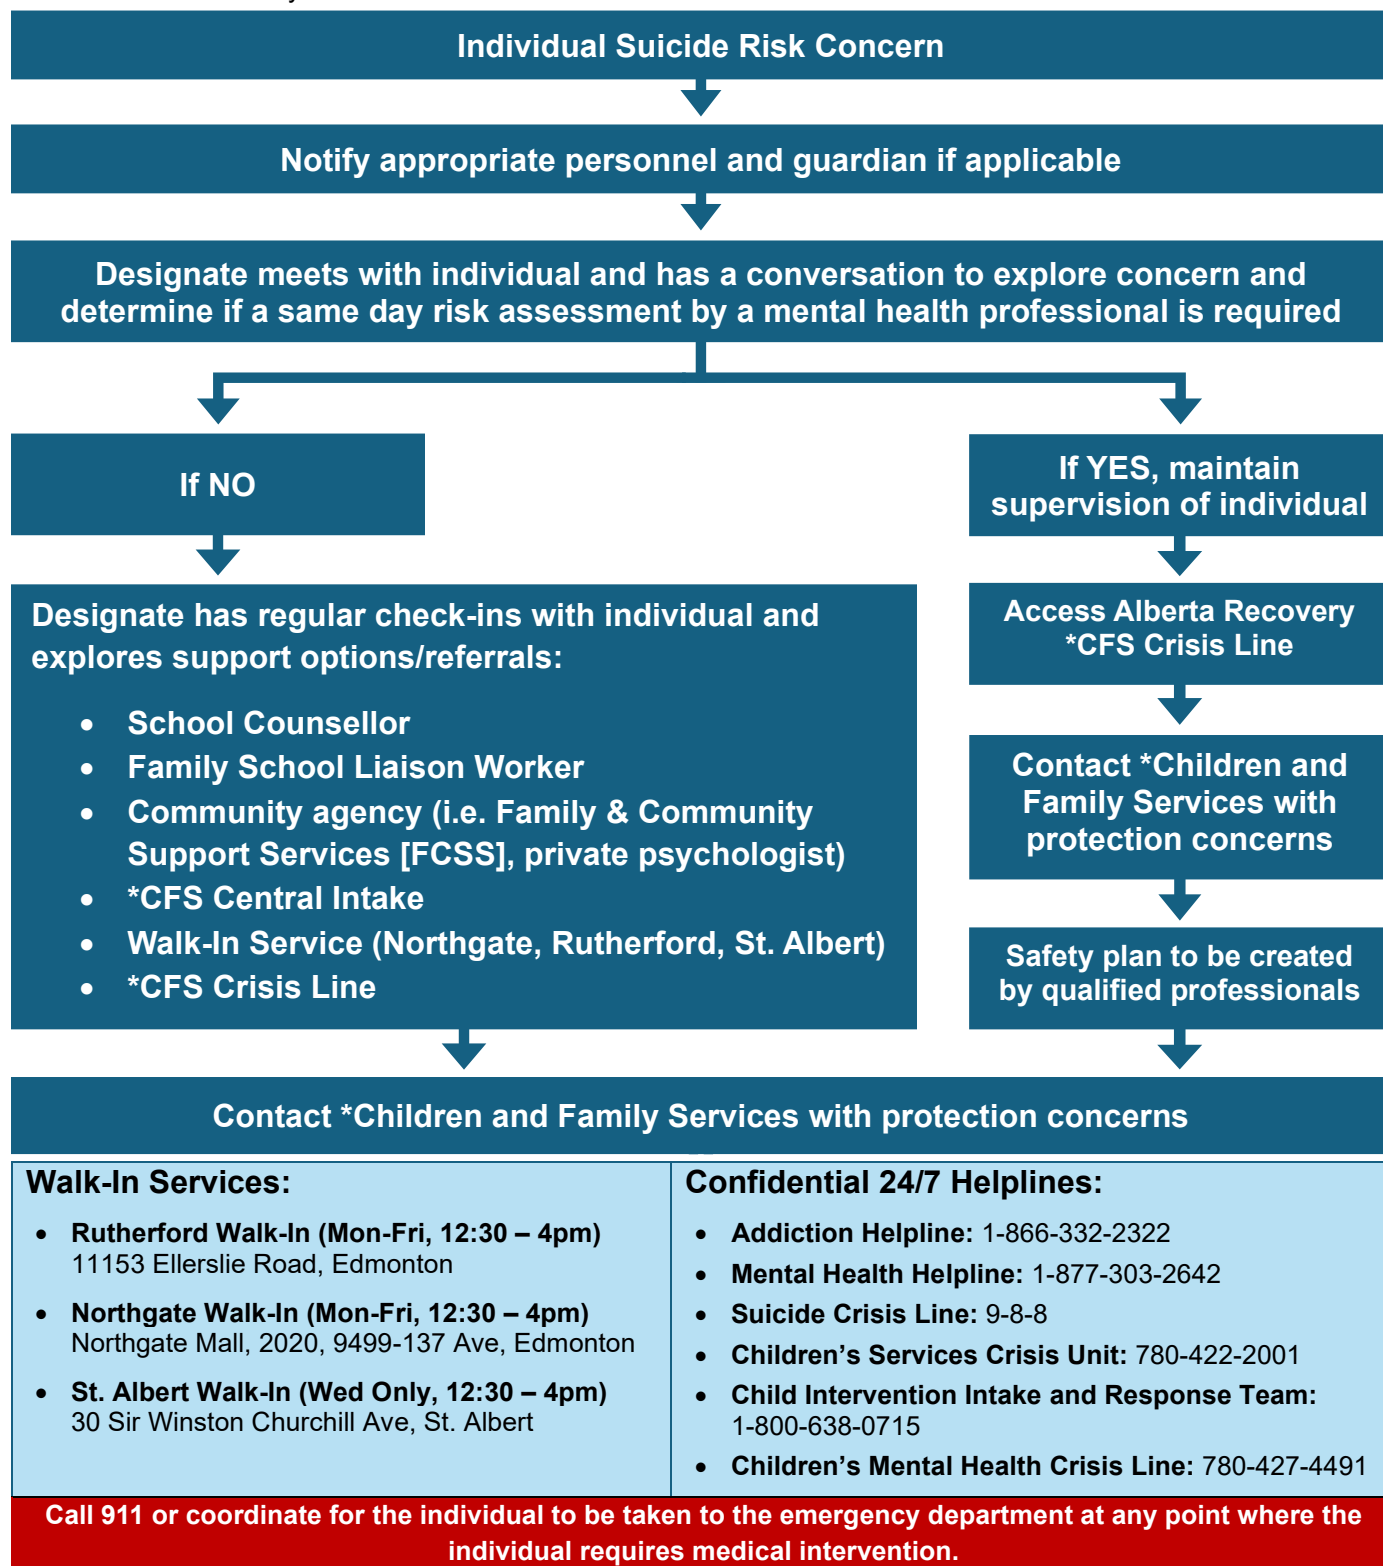 Individual Suicide Risk Concern
Notify appropriate personnel and guardian if applicable
Designate meets with individual and has a conversation to explore concern and
determine if a same day risk assessment by a mental health professional is required
If NO
If YES, maintain
supervision of individual
Designate has regular check-ins with individual and
explores support options/referrals:
• School Counsellor
• Family School Liaison Worker
• Community agency (i.e. Family & Community
Support Services [FCSS], private psychologist)
• *CFS Central Intake
• Walk-In Service (Northgate, Rutherford, St. Albert)
• *CFS Crisis Line
Access Alberta Recovery
*CFS Crisis Line
Contact *Children and
Family Services with
protection concerns
Safety plan to be created
by qualified professionals
Contact *Children and Family Services with protection concerns
Walk-In Services:
• Rutherford Walk-In (Mon-Fri, 12:30 – 4pm)
11153 Ellerslie Road, Edmonton
• Northgate Walk-In (Mon-Fri, 12:30 – 4pm)
Northgate Mall, 2020, 9499-137 Ave, Edmonton
• St. Albert Walk-In (Wed Only, 12:30 – 4pm)
30 Sir Winston Churchill Ave, St. Albert
Confidential 24/7 Helplines:
• Addiction Helpline: 1-866-332-2322
• Mental Health Helpline: 1-877-303-2642
• Suicide Crisis Line: 9-8-8
• Children’s Services Crisis Unit: 780-422-2001
• Child Intervention Intake and Response Team:
1-800-638-0715
• Children’s Mental Health Crisis Line: 780-427-4491
Call 911 or coordinate for the individual to be taken to the emergency department at any point where the
individual requires medical intervention.